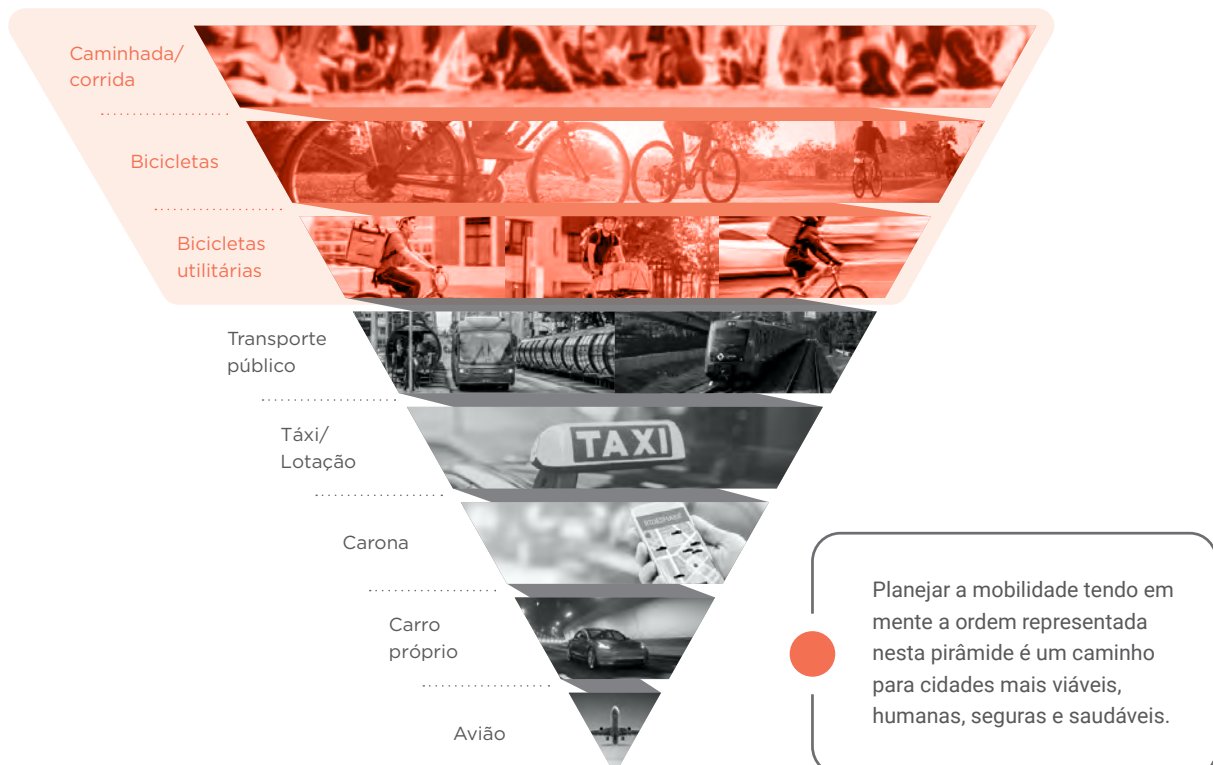 Caminhada/
corrida
Bicicletas
Bicicletas
utilitárias
Transporte
público
Táxi/
Lotação
TAXI
Carona
Carro
próprio
Avião
Planejar a mobilidade tendo em
mente a ordem representada
nesta pirâmide é um caminho
para cidades mais viáveis,
humanas, seguras e saudáveis.